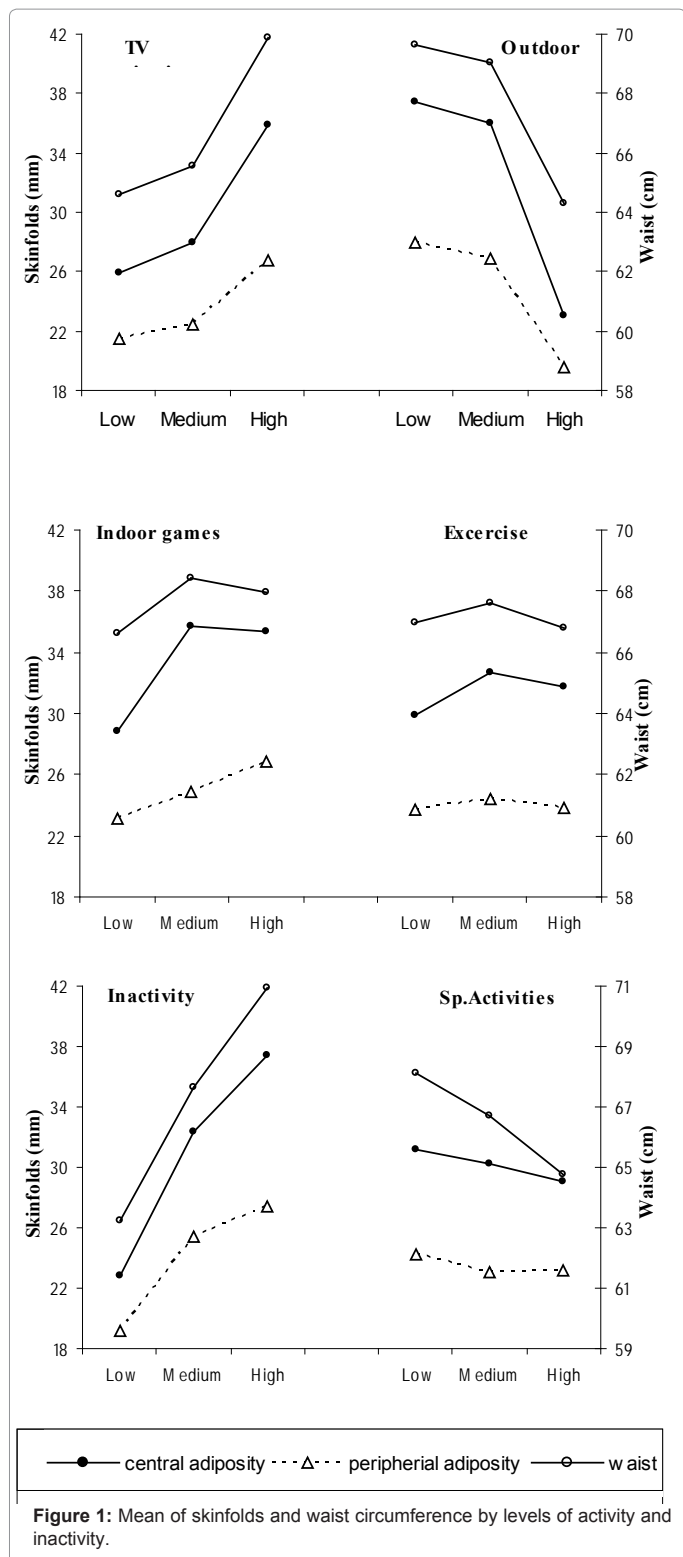 TV
Outdoor
Skinfolds (mm)
Waist (cm)
42
38
34
30
26
22
18
70
68
66
64
62
60
58
Low Medium High
Low Medium High
Indoor games
Excercise
Skinfolds (mm)
Waist (cm)
42
38
34
30
26
22
18
70
68
66
64
62
60
58
Low Medium High
Low Medium High
Inactivity
Sp.Activities
Skinfolds (mm)
Waist (cm)
42
38
34
30
26
22
18
71
69
67
65
63
61
59
Low Medium High
Low Medium High
central adiposity peripherial adiposity waist
Figure 1: Mean of skinfolds and waist circumference by levels of activity and
inactivity.